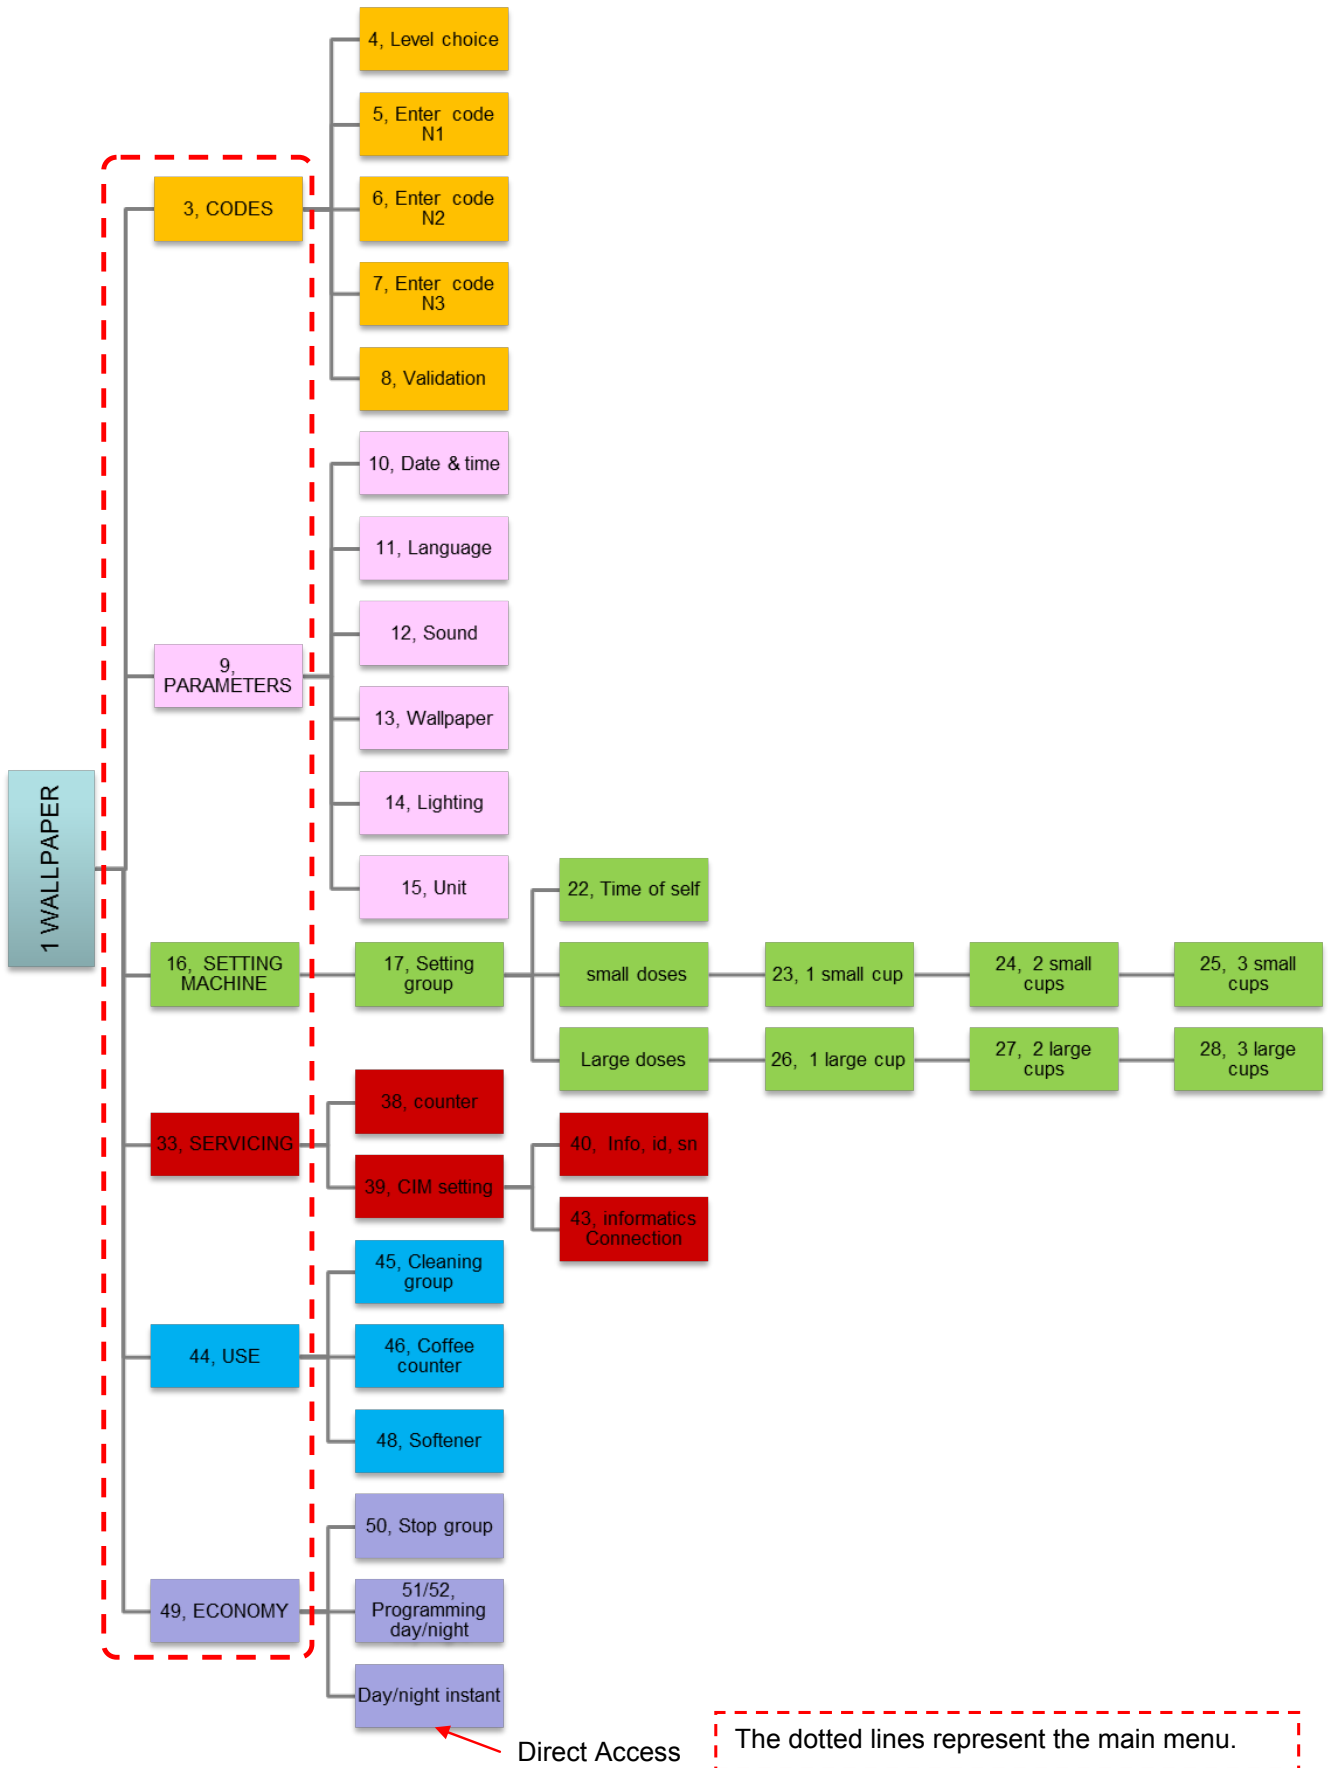 1 WALLPAPER
3, CODES
4, Level choice
5, Enter code
N1
6, Enter code
N2
7, Enter code
N3
8, Validation
9,
PARAMETERS
10, Date & time
11, Language
12, Sound
13, Wallpaper
14, Lighting
15, Unit
16, SETTING
MACHINE
17, Setting
group
22, Time of self
small doses
23, 1 small cup
24, 2 small
cups
25, 3 small
cups
Large doses
26, 1 large cup
27, 2 large
cups
28, 3 large
cups
33, SERVICING
38, counter
39, CIM setting
40, Info, id, sn
43, informatics
Connection
44, USE
45, Cleaning
group
46, Coffee
counter
48, Softener
49, ECONOMY
50, Stop group
51/52,
Programming
day/night
Day/night instant
Direct Access
The dotted lines represent the main menu.